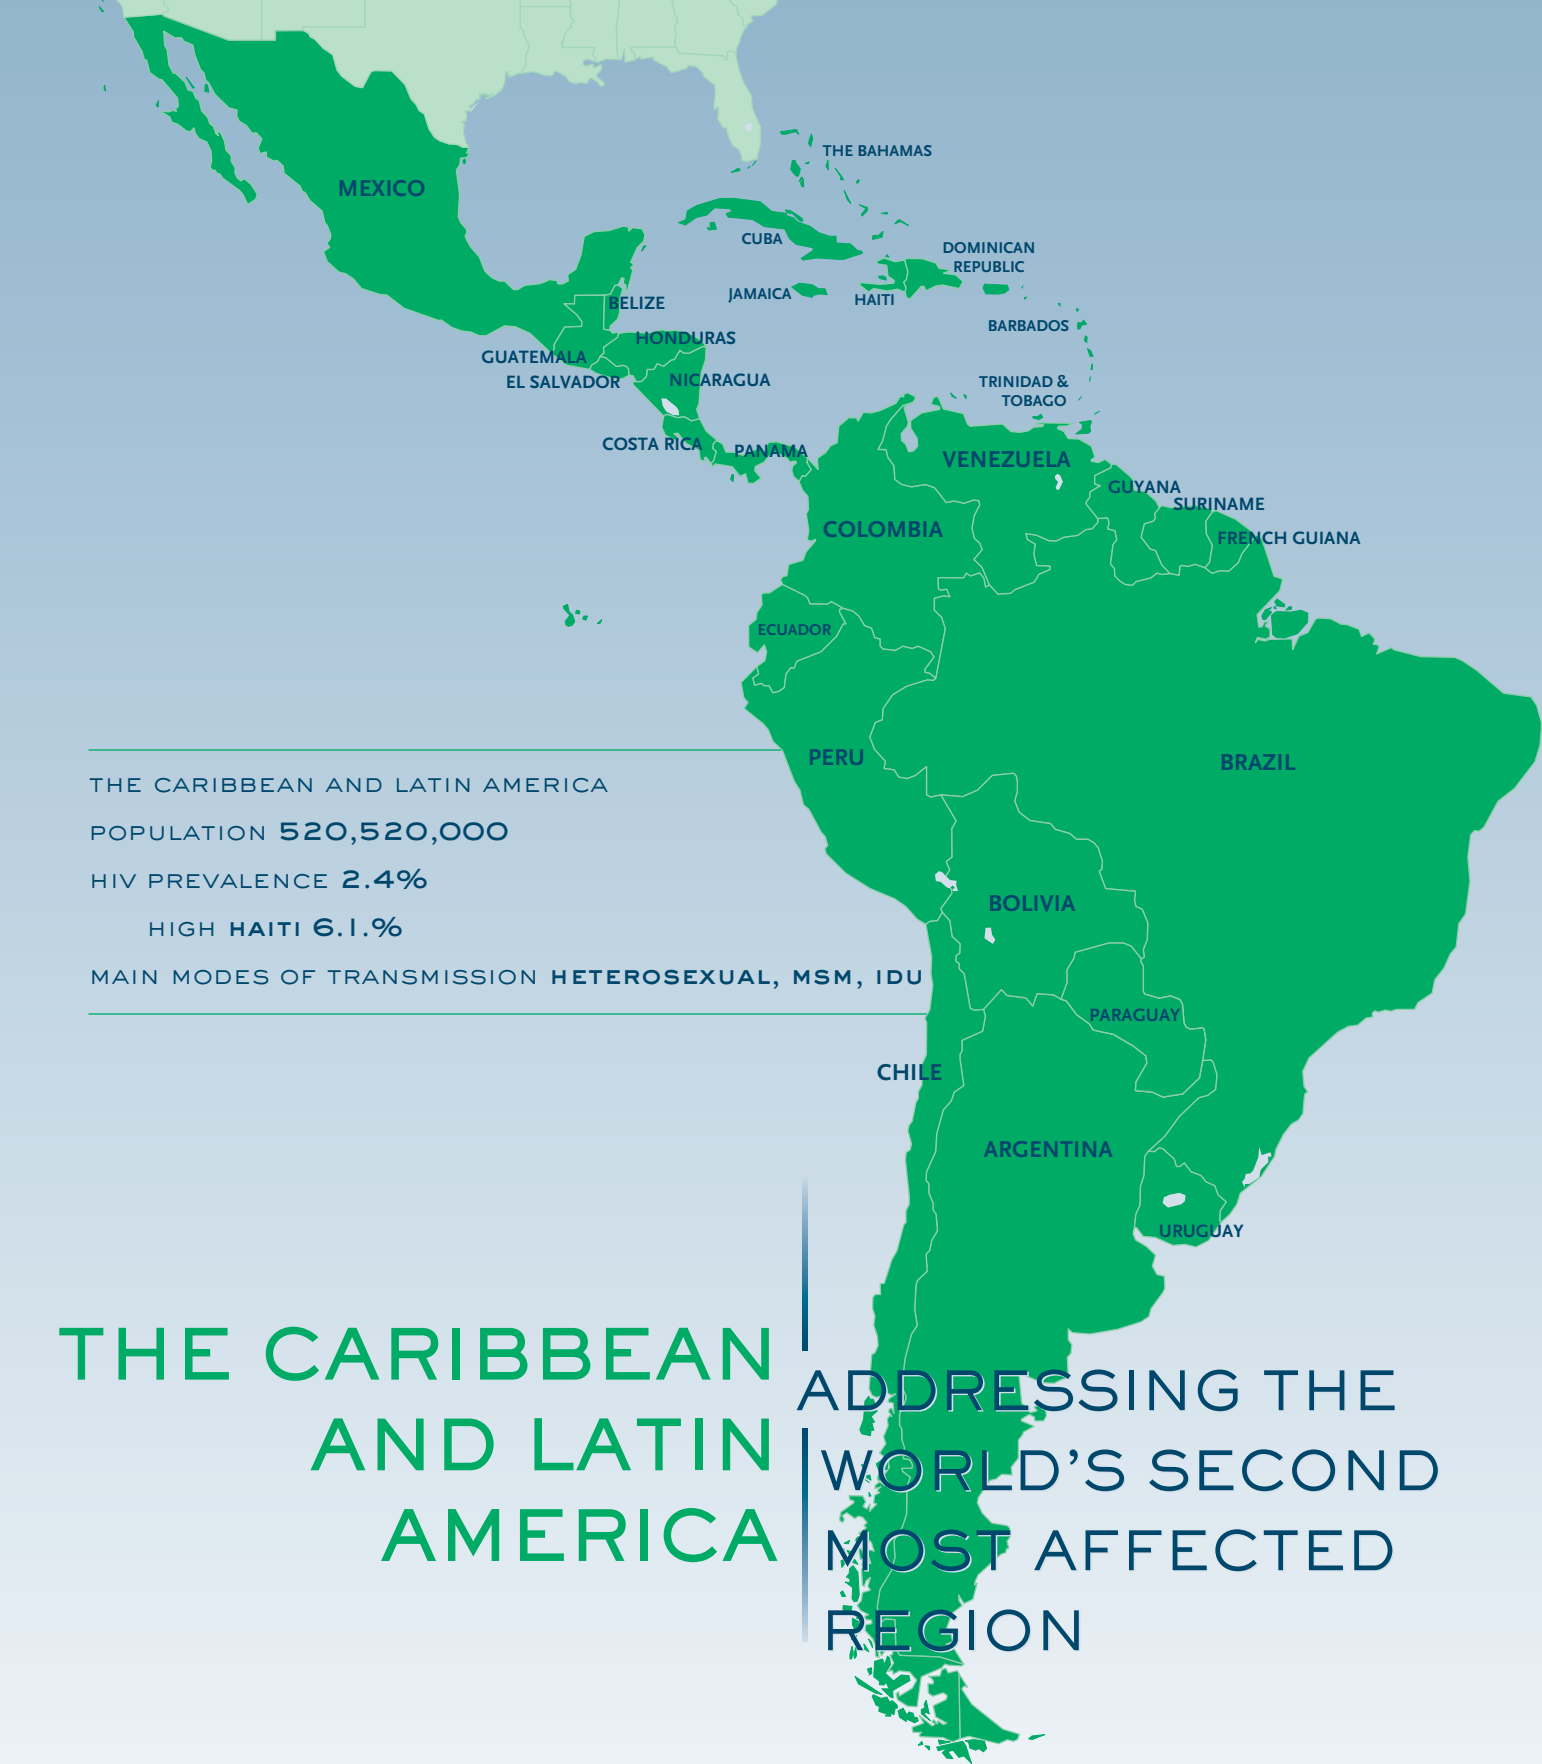 THE BAHAMAS
MEXICO
CUBA
DOMINICAN
REPUBLIC
JAMAICA
HAITI
BELIZE
BARBADOS
HONDURAS
GUATEMALA
EL SALVADOR
NICARAGUA
TRINIDAD &
TOBAGO
COSTA RICA
PANAMA
VENEZUELA
GUYANA
SURINAME
COLOMBIA
FRENCH GUIANA
ECUADOR
PERU
BRAZIL
THE CARIBBEAN AND LATIN AMERICA
POPULATION 520,520,000
HIV PREVALENCE 2.4%
HIGH HAITI 6.1.%
MAIN MODES OF TRANSMISSION HETEROSEXUAL, MSM, IDU
BOLIVIA
PARAGUAY
CHILE
ARGENTINA
URUGUAY
THE CARIBBEAN
AND LATIN
AMERICA
ADDRESSING THE
WORLD’S SECOND
MOST AFFECTED
REGION